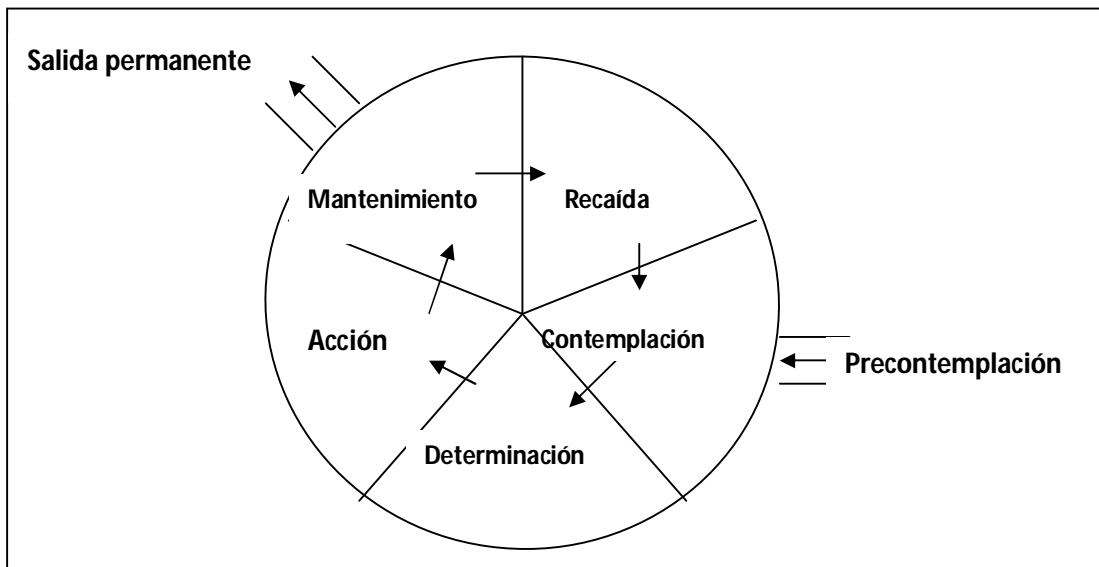 Salida permanente
Mantenimiento
Recaída
Acción
Contemplación
Precontemplación
Determinación